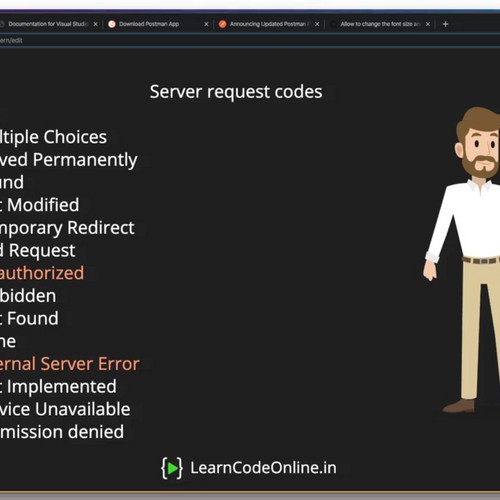 Documentation for Visual Studio
Download Postman App
Announcing Updated Postman
Allow to change the font size an
em/edit
Server request codes
ltiple Choices
ved Permanently
und
t Modified
mporary Redirect
d Request
authorized
bidden
t Found
ne
ernal Server Error
t Implemented
vice Unavailable
mission denied
LearnCodeOnline.in